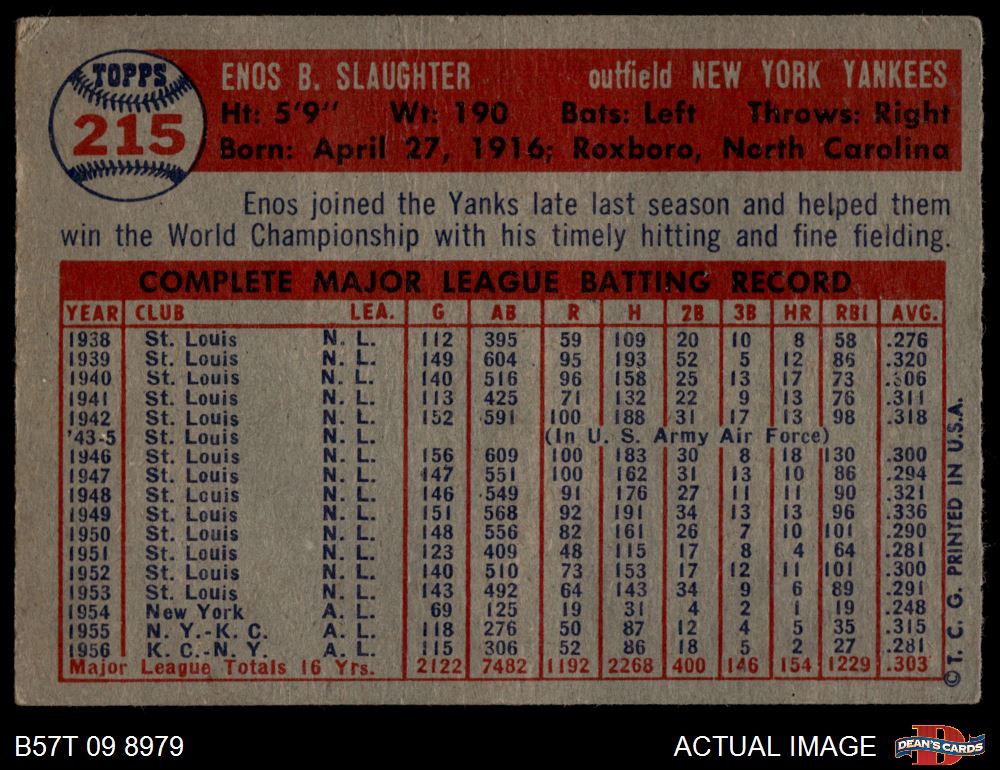 TOPPS
215
ENOS B. SLAUGHTER outfield NEW YORK YANKEES
Ht: 5'9" Wt: 190 Bats: Left Throws: Right
Born: April 27, 1916; Roxboro, North Carolina
Enos joined the Yanks late last season and helped them
win the World Championship with his timely hitting and fine fielding.
COMPLETE MAJOR LEAGUE BATTING RECORD
YEAR CLUB LEA. G AB R H 2B 3B HR RBI AVG.
1938 St. Louis N. L. 112 395 59 109 20 10 8 58 .276
1939 St. Louis N. L. 149 604 95 193 52 5 12 86 .320
1940 St. Louis N. L. 140 516 96 158 25 13 17 73 .306
1941 St. Louis N. L. 113 425 71 132 22 9 13 76 .311
1942 St. Louis N. L. 152 591 100 188 31 17 13 98 .318
'43-5 St. Louis N. L. (In U. S. Army Air Force)
1946 St. Louis N. L. 156 609 100 183 30 8 18 130 .300
1947 St. Louis N. L. 147 551 100 162 31 13 10 86 .294
1948 St. Louis N. L. 146 549 91 176 27 11 11 90 .321
1949 St. Louis N. L. 151 568 92 191 34 13 13 96 .336
1950 St. Louis N. L. 148 556 82 161 26 7 10 101 .290
1951 St. Louis N. L. 123 409 48 115 17 8 4 64 .281
1952 St. Louis N. L. 140 510 73 153 17 12 11 101 .300
1953 St. Louis N. L. 143 492 64 143 34 9 6 89 .291
1954 New York A. L. 69 125 19 31 4 2 1 19 .248
1955 N. Y.-K. C. A. L. 118 276 50 87 12 4 5 35 .315
1956 K. C.-N. Y. A. L. 115 306 52 86 18 5 2 27 .281
Major League Totals 16 Yrs. 2122 7482 1192 2268 400 146 154 1229 .303
©T. C. G. PRINTED IN U.S.A.
B57T 09 8979
ACTUAL IMAGE
DEAN'S CARDS